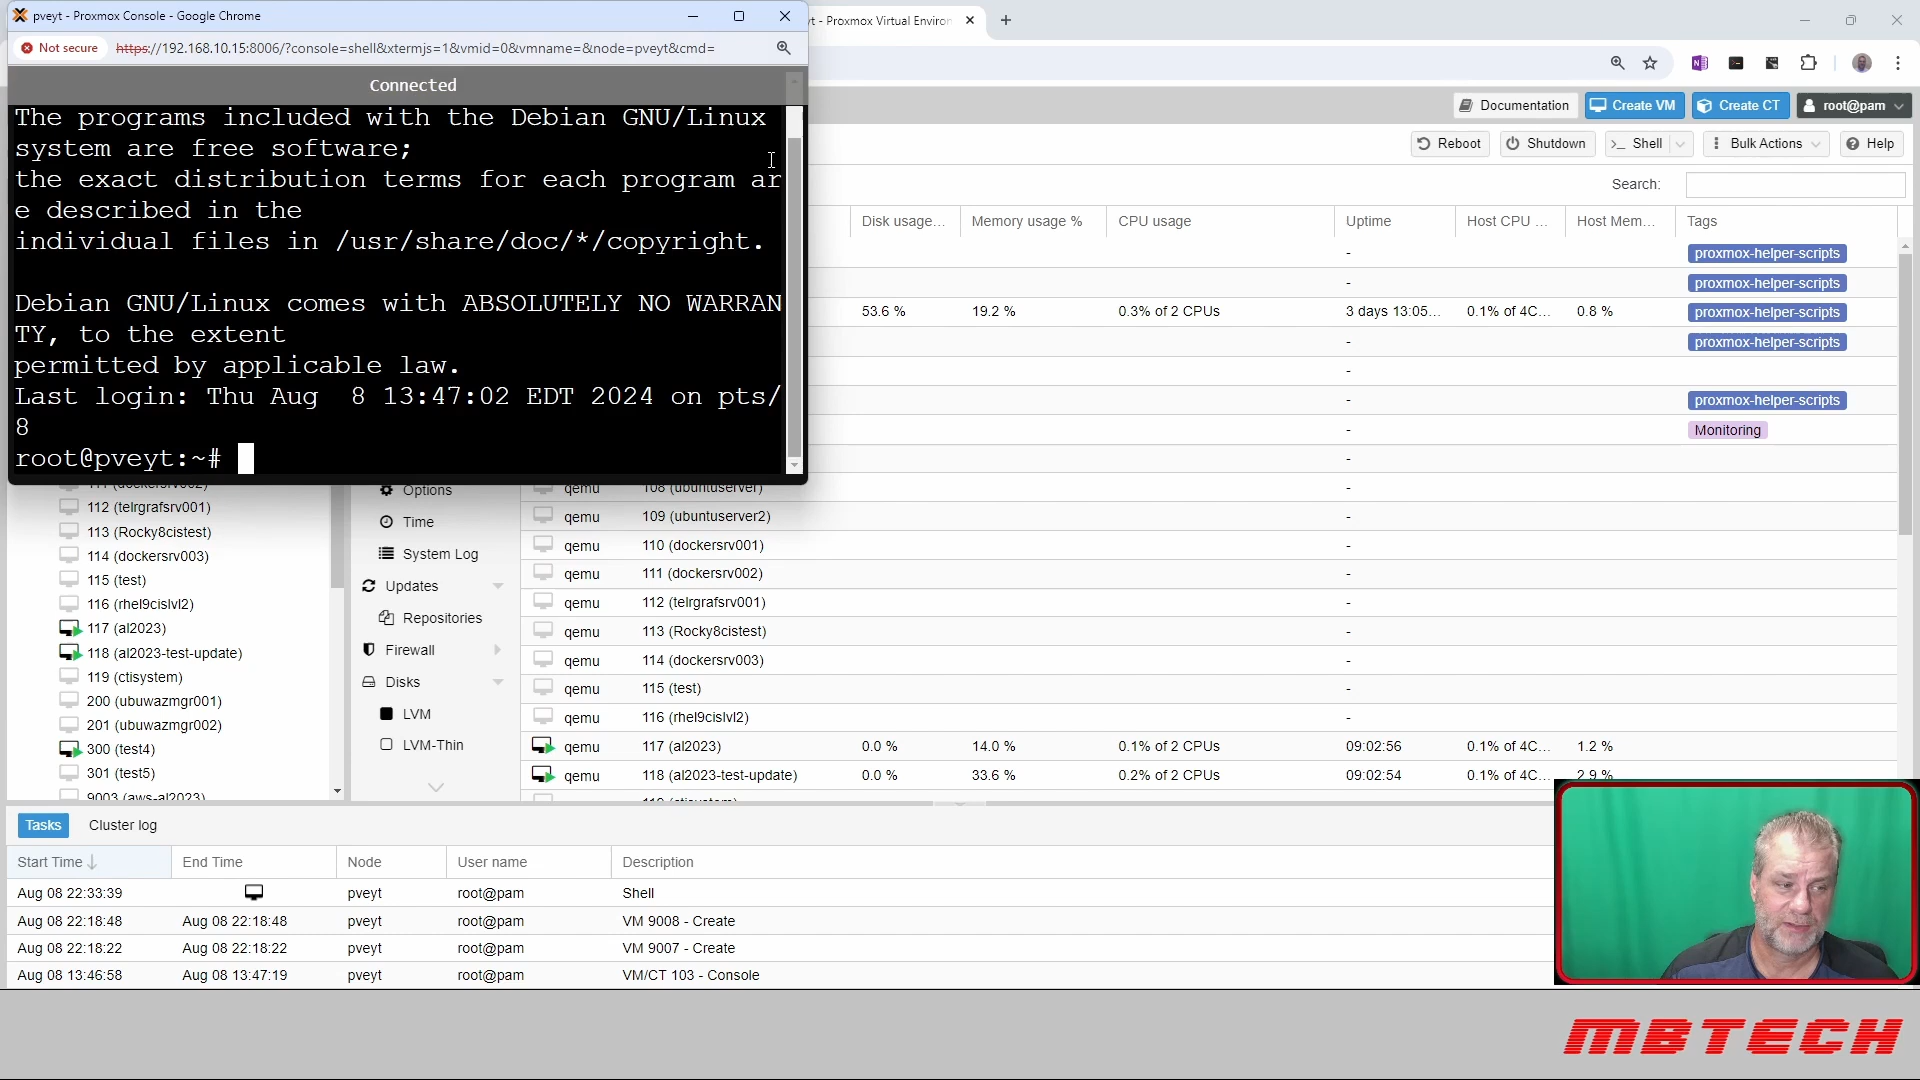 pveyt - Proxmox Console - Google Chrome
Not secure https://192.168.10.15:8006/?console=shell&xtermjs=1&vmid=0&vmname=&node=pveyt&cmd=
t - Proxmox Virtual Environ
Connected
The programs included with the Debian GNU/Linux
system are free software;
the exact distribution terms for each program ar
e described in the
individual files in /usr/share/doc/*/copyright.
Debian GNU/Linux comes with ABSOLUTELY NO WARRAN
TY, to the extent
permitted by applicable law.
Last login: Thu Aug  8 13:47:02 EDT 2024 on pts/
8
root@pveyt:~#
Documentation Create VM Create CT root@pam
Reboot Shutdown >_ Shell Bulk Actions Help
Search:
Disk usage... Memory usage % CPU usage Uptime Host CPU ... Host Mem... Tags
- proxmox-helper-scripts
- proxmox-helper-scripts
53.6 % 19.2 % 0.3% of 2 CPUs 3 days 13:05... 0.1% of 4C... 0.8 % proxmox-helper-scripts
- proxmox-helper-scripts
-
- proxmox-helper-scripts
- Monitoring
-
111 (dockersrv002)
112 (telrgrafsrv001)
113 (Rocky8cistest)
114 (dockersrv003)
115 (test)
116 (rhel9cislvl2)
117 (al2023)
118 (al2023-test-update)
119 (ctisystem)
200 (ubuwazmgr001)
201 (ubuwazmgr002)
300 (test4)
301 (test5)
9003 (aws-al2023)
Options
Time
System Log
Updates
Repositories
Firewall
Disks
LVM
LVM-Thin
qemu 108 (ubuntuserver) -
qemu 109 (ubuntuserver2) -
qemu 110 (dockersrv001) -
qemu 111 (dockersrv002) -
qemu 112 (telrgrafsrv001) -
qemu 113 (Rocky8cistest) -
qemu 114 (dockersrv003) -
qemu 115 (test) -
qemu 116 (rhel9cislvl2) -
qemu 117 (al2023) 0.0 % 14.0 % 0.1% of 2 CPUs 09:02:56 0.1% of 4C... 1.2 %
qemu 118 (al2023-test-update) 0.0 % 33.6 % 0.2% of 2 CPUs 09:02:54 0.1% of 4C... 2.9 %
119 (ctisystem)
Tasks Cluster log
Start Time End Time Node User name Description
Aug 08 22:33:39 pveyt root@pam Shell
Aug 08 22:18:48 Aug 08 22:18:48 pveyt root@pam VM 9008 - Create
Aug 08 22:18:22 Aug 08 22:18:22 pveyt root@pam VM 9007 - Create
Aug 08 13:46:58 Aug 08 13:47:19 pveyt root@pam VM/CT 103 - Console
MBTECH